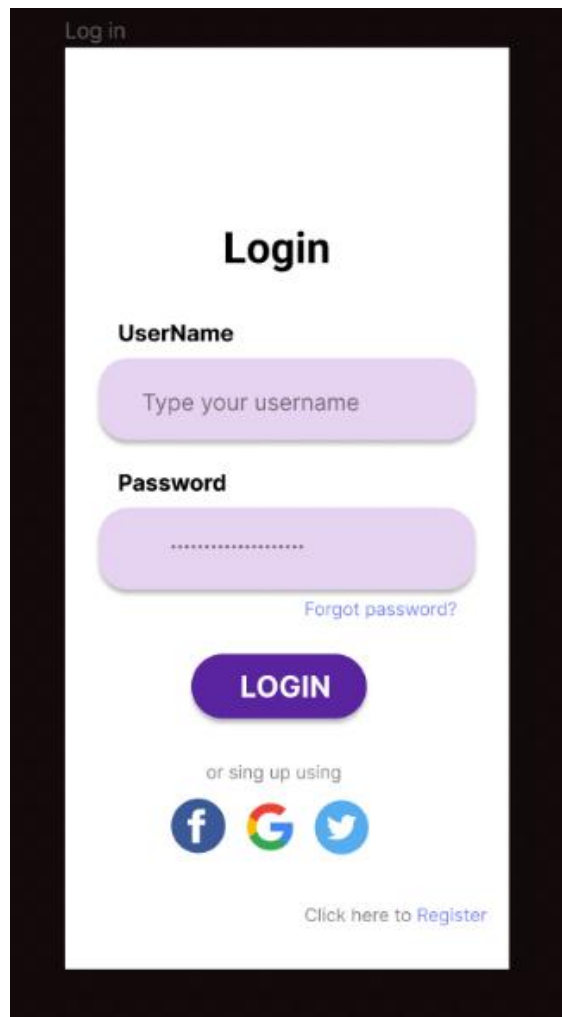 Log in
Login
UserName
Type your username
Password
Forgot password?
LOGIN
or sing up using
Click here to Register